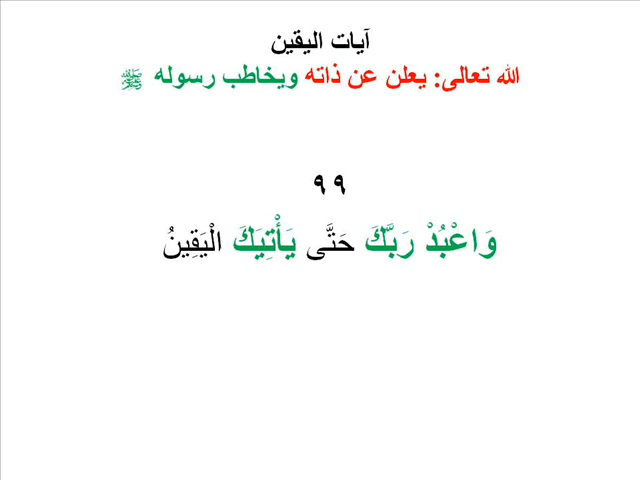 آيات اليقين
الله تعالى: يعلن عن ذاته ويخاطب رسوله ﷺ
٩٩
وَاعْبُدْ رَبَّكَ حَتَّى يَأْتِيَكَ الْيَقِينُ